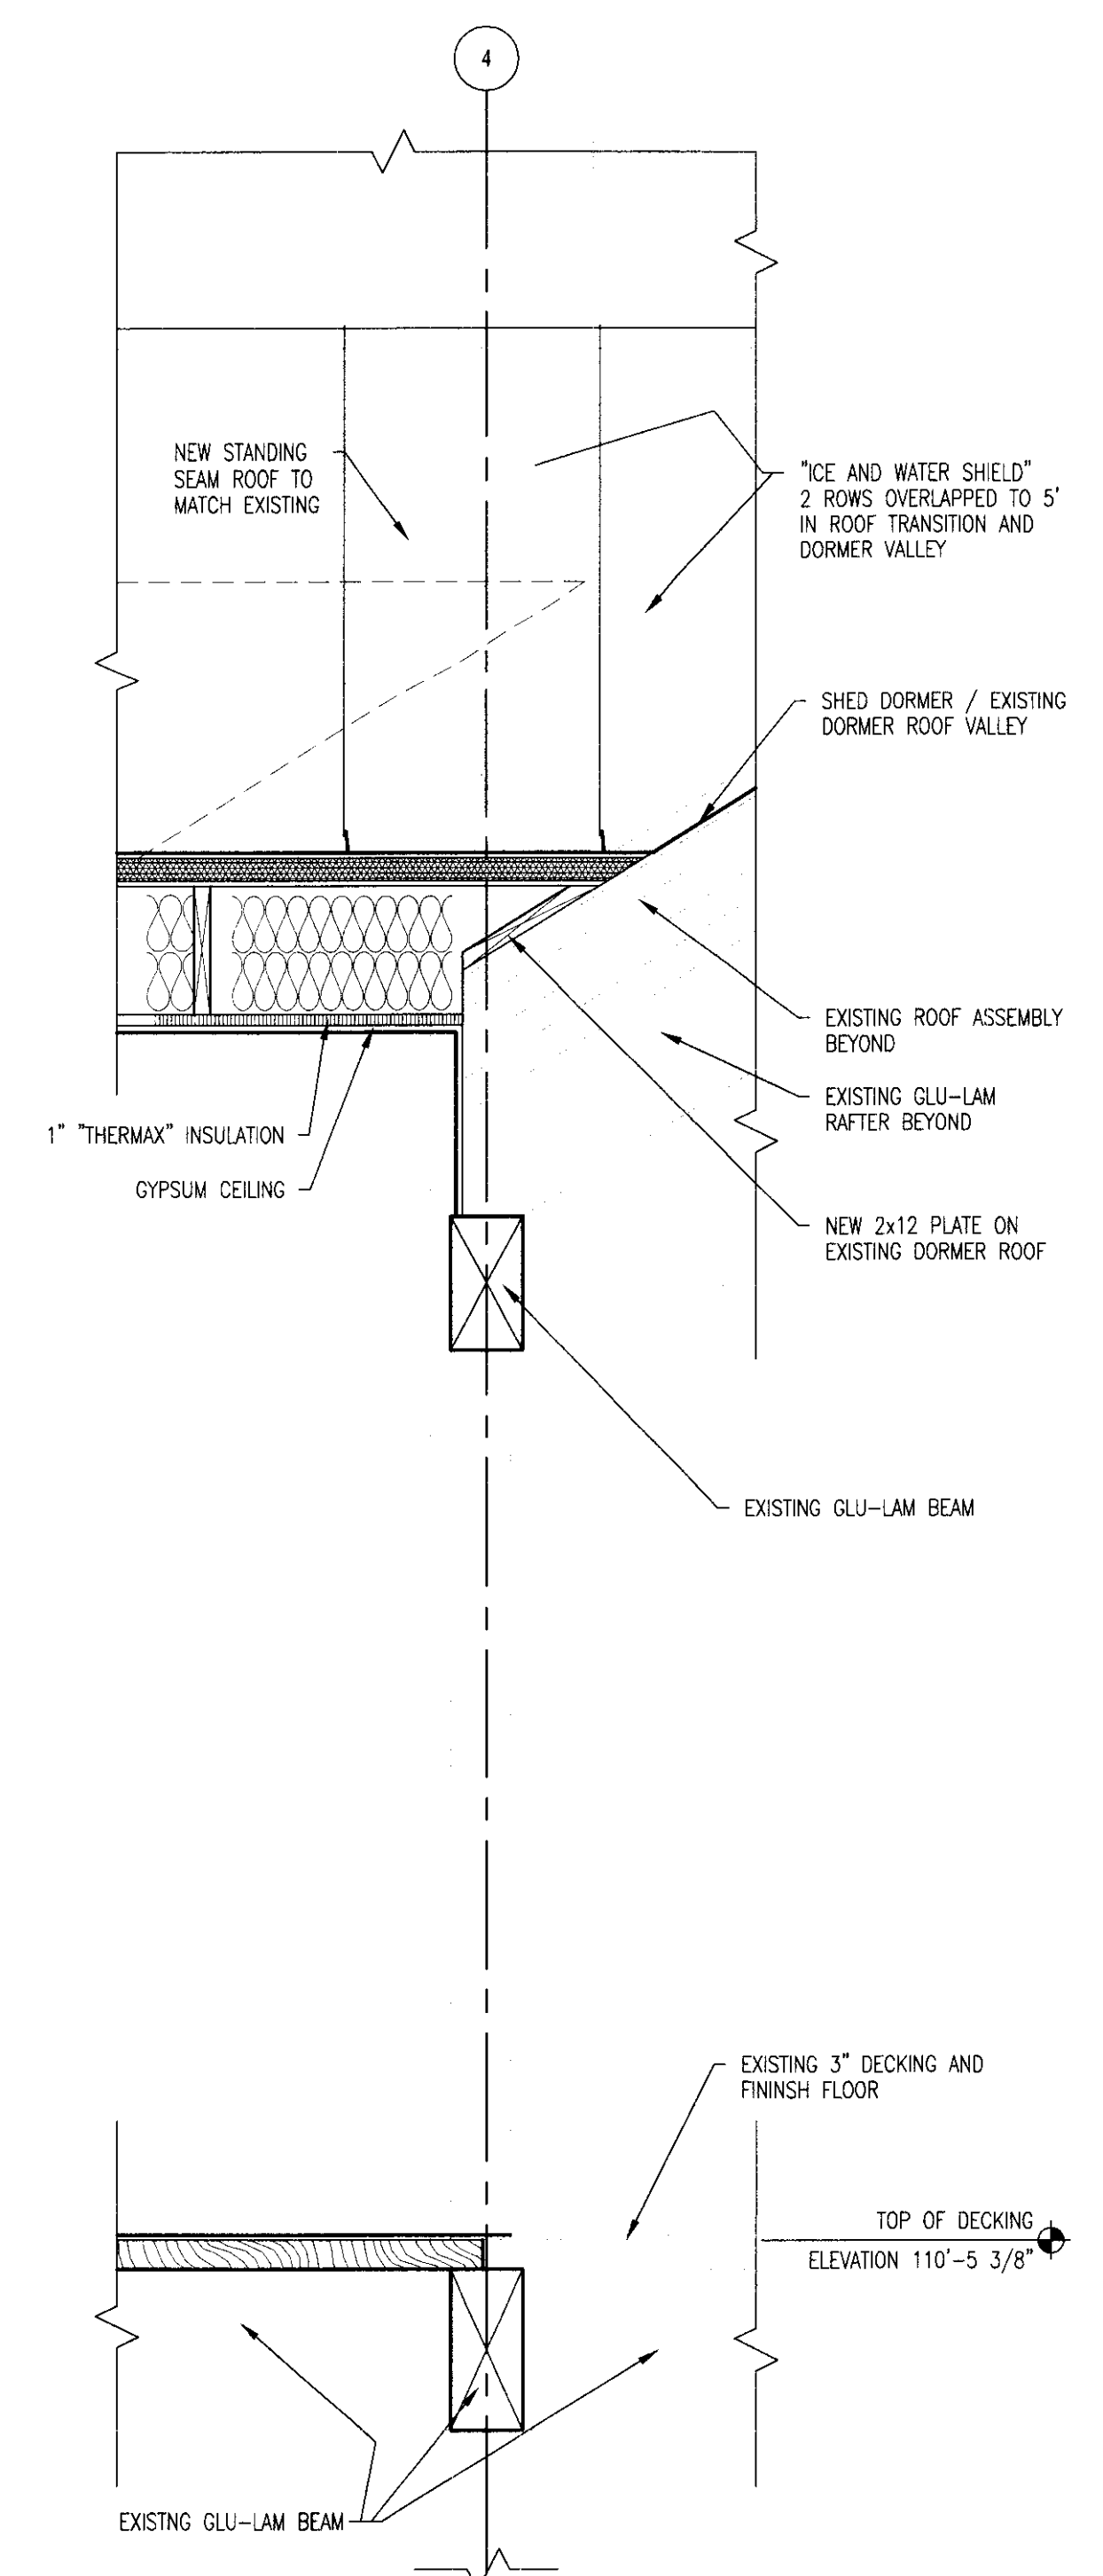 4
NEW STANDING
SEAM ROOF TO
MATCH EXISTING
"ICE AND WATER SHIELD"
2 ROWS OVERLAPPED TO 5'
IN ROOF TRANSITION AND
DORMER VALLEY
SHED DORMER / EXISTING
DORMER ROOF VALLEY
EXISTING ROOF ASSEMBLY
BEYOND
EXISTING GLU-LAM
RAFTER BEYOND
1" "THERMAX" INSULATION
GYPSUM CEILING
NEW 2x12 PLATE ON
EXISTING DORMER ROOF
EXISTING GLU-LAM BEAM
EXISTING 3" DECKING AND
FININSH FLOOR
TOP OF DECKING
ELEVATION 110'-5 3/8"
EXISTNG GLU-LAM BEAM